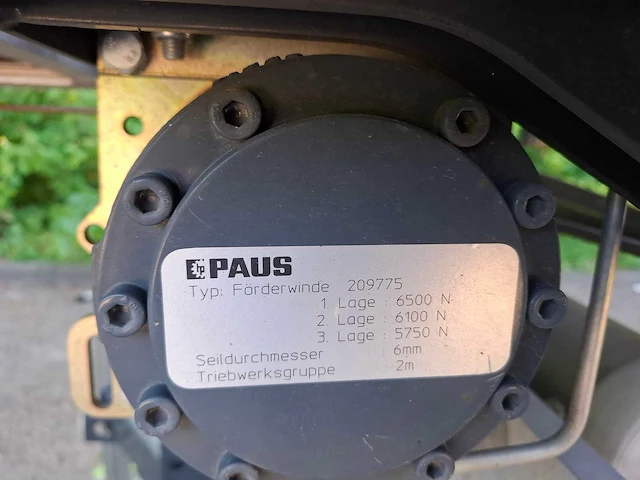 PAUS
Typ: Förderwinde 209775
1. Lage : 6500 N
2. Lage : 6100 N
3. Lage : 5750 N
Seildurchmesser : 6mm
Triebwerksgruppe : 2m